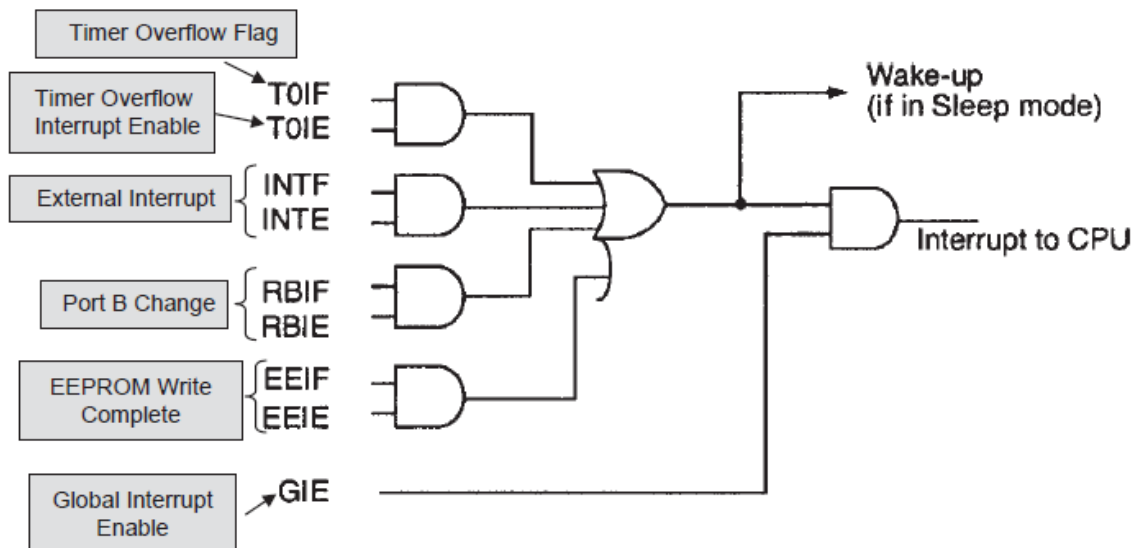 Timer Overflow Flag
Timer Overflow
Interrupt Enable
T0IF
T0IE
Wake-up
(if in Sleep mode)
External Interrupt
INTF
INTE
Interrupt to CPU
Port B Change
RBIF
RBIE
EEPROM Write
Complete
EEIF
EEIE
Global Interrupt
Enable
GIE